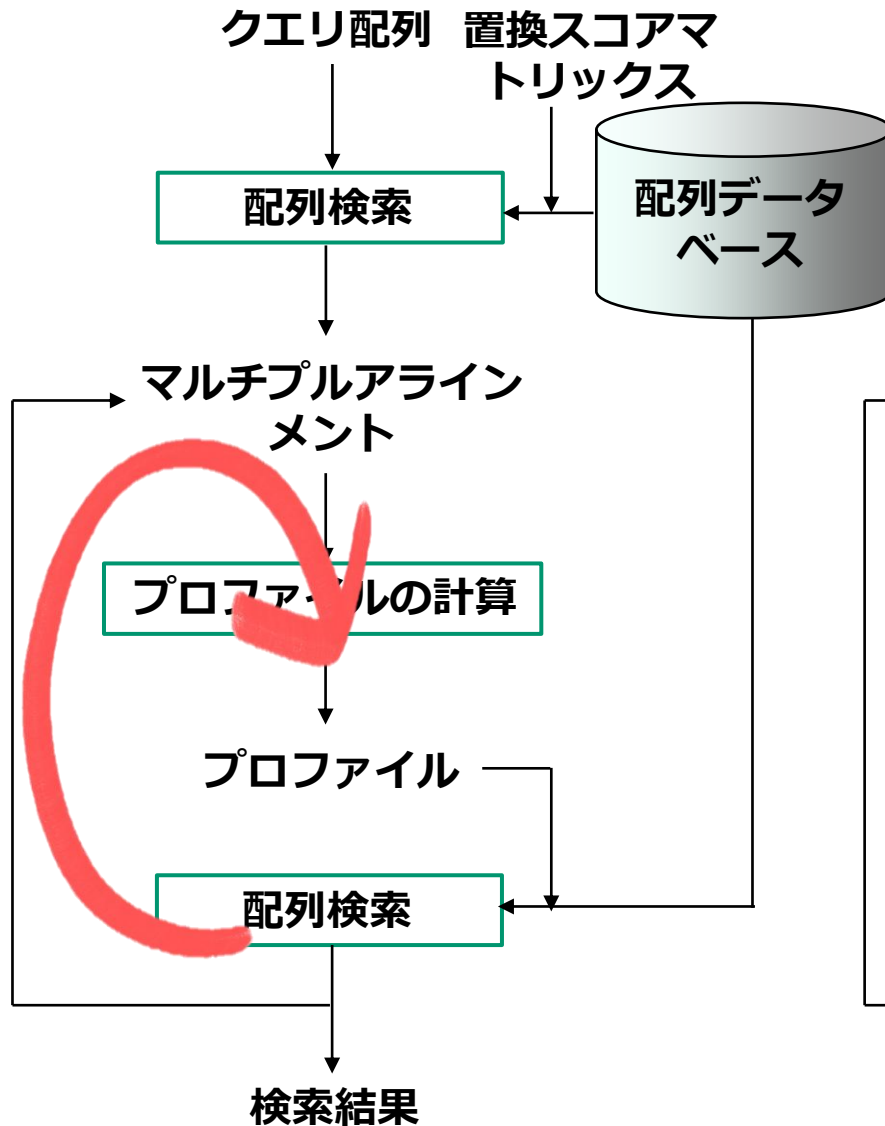 クエリ配列
置換スコアマ
トリックス
配列検索
配列データ
ベース
マルチプルアライン
メント
プロファイルの計算
プロファイル
配列検索
検索結果